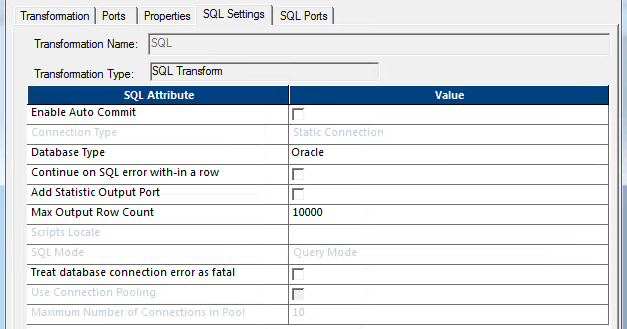 Transformation Ports Properties SQL Settings SQL Ports
Transformation Name: SQL
Transformation Type: SQL Transform
SQL Attribute Value
Enable Auto Commit
Connection Type Static Connection
Database Type Oracle
Continue on SQL error with-in a row
Add Statistic Output Port
Max Output Row Count 10000
Scripts Locale
SQL Mode Query Mode
Treat database connection error as fatal
Use Connection Pooling
Maximum Number of Connections in Pool 10